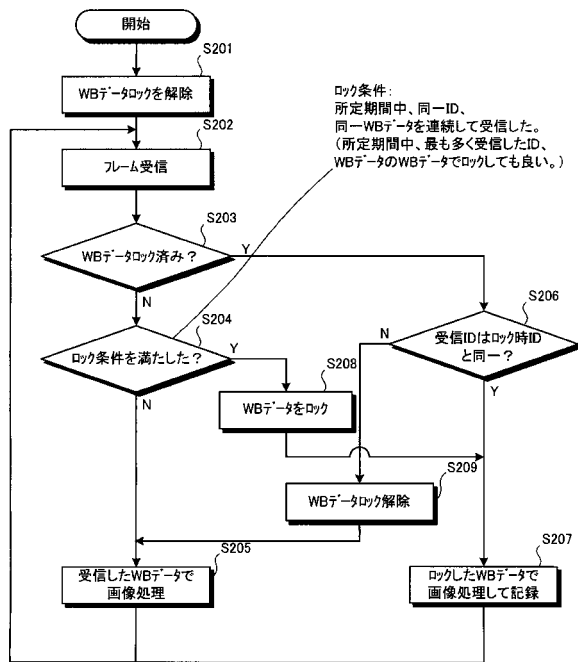 開始
S201
WBデータロックを解除
S202
フレーム受信
ロック条件:
所定期間中、同一ID、
同一WBデータを連続して受信した。
(所定期間中、最も多く受信したID、
WBデータのWBデータでロックしても良い。)
S203
WBデータロック済み?
Y
N
S204
ロック条件を満たした?
Y
N
S206
受信IDはロック時ID
と同一?
N
Y
S208
WBデータをロック
S209
WBデータロック解除
S205
受信したWBデータで
画像処理
S207
ロックしたWBデータで
画像処理して記録